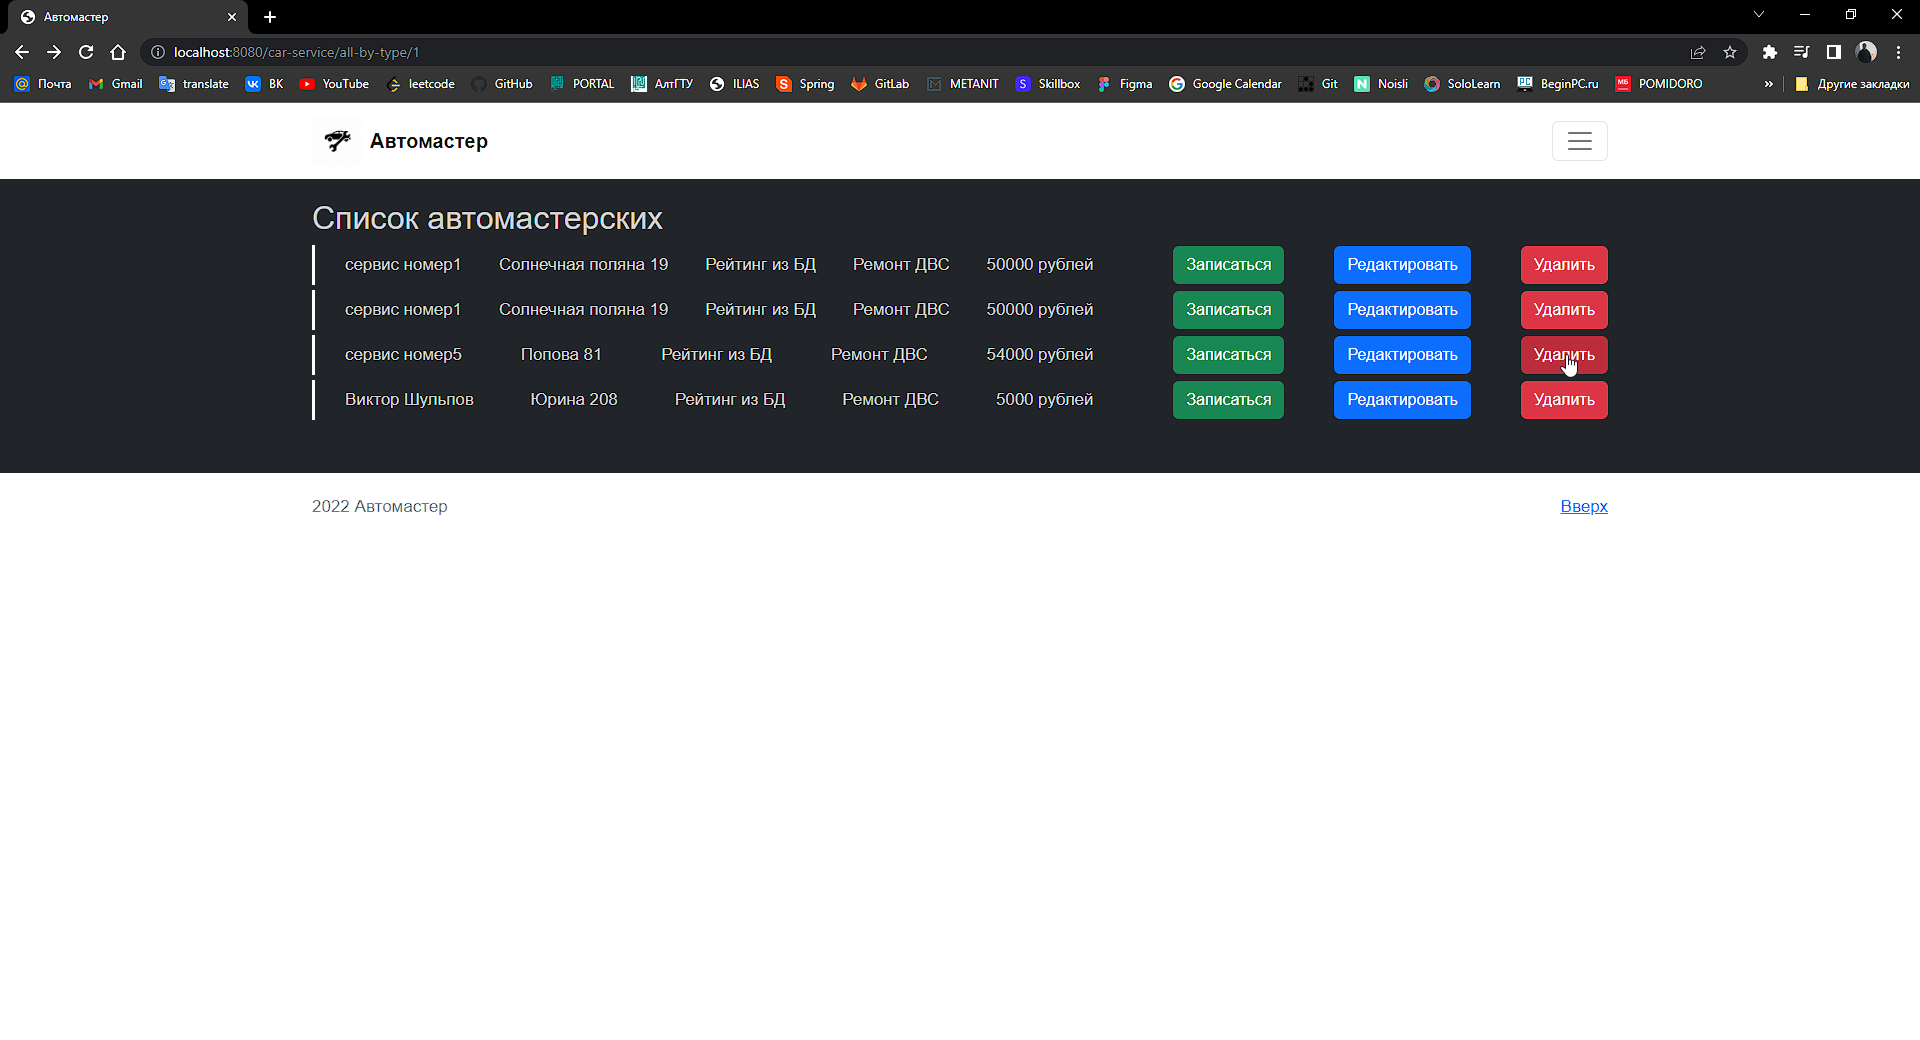 Автомастер
localhost:8080/car-service/all-by-type/1
Почта Gmail translate ВК YouTube leetcode GitHub PORTAL АлтГТУ ILIAS Spring GitLab METANIT Skillbox Figma Google Calendar Git Noisli SoloLearn BeginPC.ru POMIDORO » Другие закладки
Автомастер
Список автомастерских
сервис номер1 Солнечная поляна 19 Рейтинг из БД Ремонт ДВС 50000 рублей Записаться Редактировать Удалить
сервис номер1 Солнечная поляна 19 Рейтинг из БД Ремонт ДВС 50000 рублей Записаться Редактировать Удалить
сервис номер5 Попова 81 Рейтинг из БД Ремонт ДВС 54000 рублей Записаться Редактировать Удалить
Виктор Шульпов Юрина 208 Рейтинг из БД Ремонт ДВС 5000 рублей Записаться Редактировать Удалить
2022 Автомастер Вверх